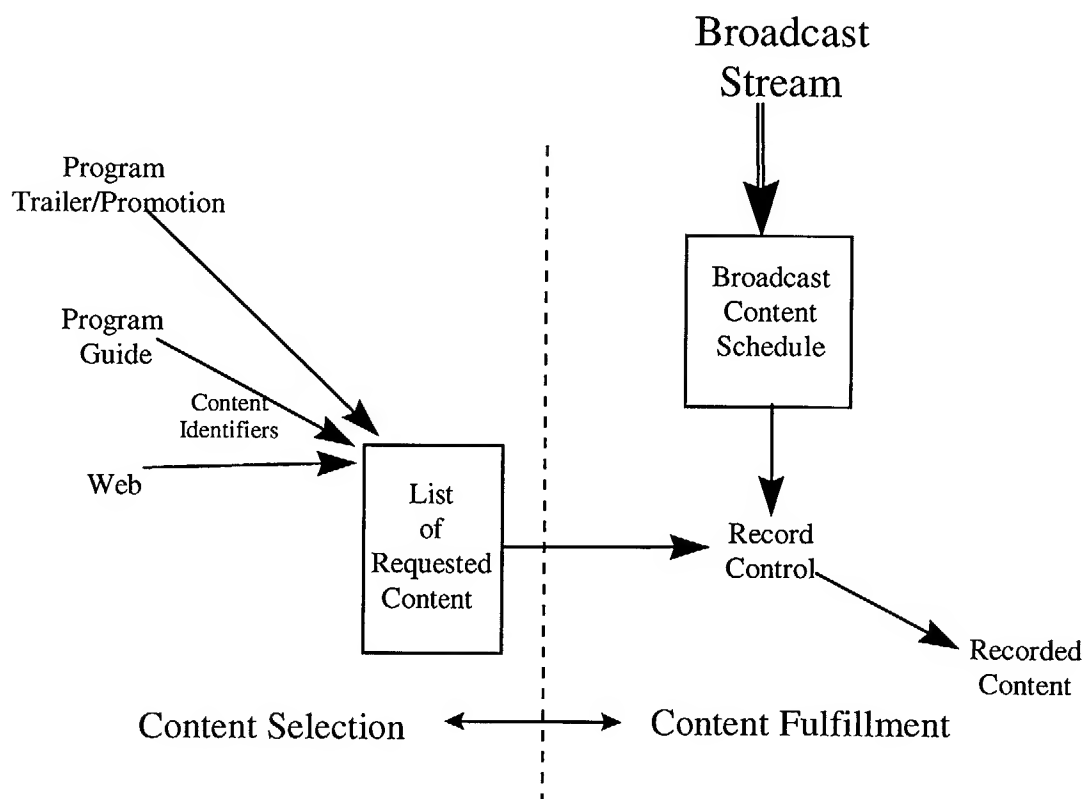 Broadcast
Stream
Program
Trailer/Promotion
Program
Guide
Content
Identifiers
Web
List
of
Requested
Content
Broadcast
Content
Schedule
Record
Control
Recorded
Content
Content Selection
Content Fulfillment